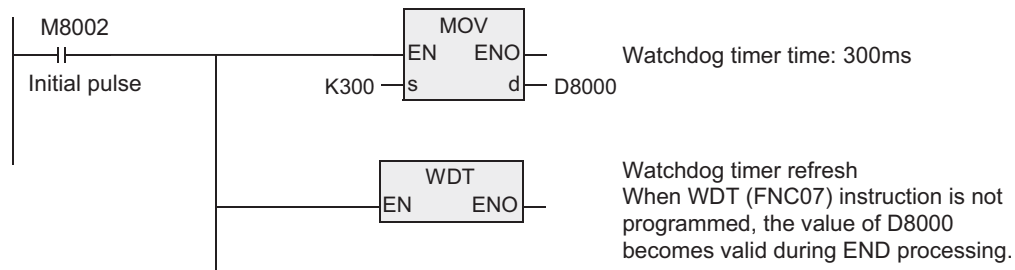 M8002
Initial pulse
MOV
EN ENO
K300 s d D8000
Watchdog timer time: 300ms
WDT
EN ENO
Watchdog timer refresh
When WDT (FNC07) instruction is not
programmed, the value of D8000
becomes valid during END processing.